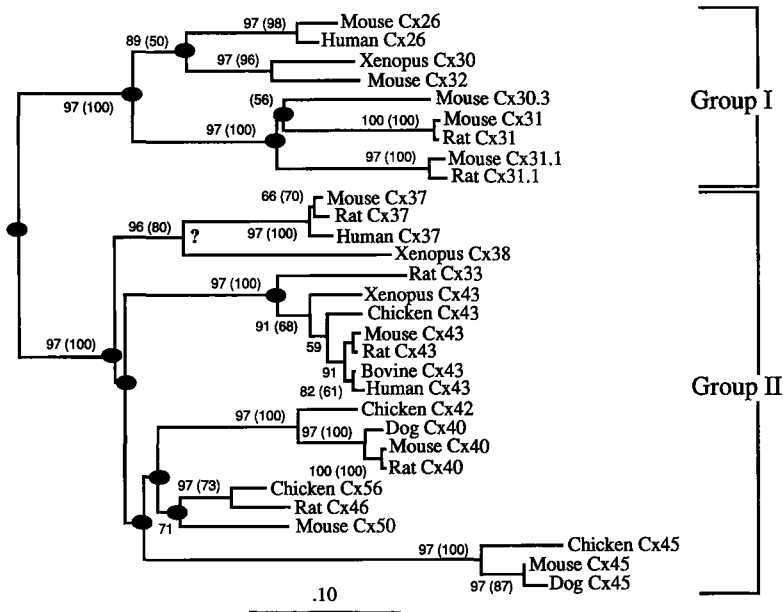 97 (98)
Mouse Cx26
Human Cx26
89 (50)
97 (96)
Xenopus Cx30
Mouse Cx32
97 (100)
(56)
Mouse Cx30.3
100 (100)
Mouse Cx31
Rat Cx31
97 (100)
97 (100)
Mouse Cx31.1
Rat Cx31.1
Group I
66 (70)
Mouse Cx37
Rat Cx37
96 (80)
?
97 (100)
Human Cx37
Xenopus Cx38
97 (100)
Rat Cx33
Xenopus Cx43
91 (68)
Chicken Cx43
59
Mouse Cx43
Rat Cx43
97 (100)
91
Bovine Cx43
82 (61)
Human Cx43
Group II
97 (100)
Chicken Cx42
97 (100)
Dog Cx40
Mouse Cx40
100 (100)
Rat Cx40
97 (73)
Chicken Cx56
Rat Cx46
71
Mouse Cx50
97 (100)
Chicken Cx45
Mouse Cx45
97 (87)
Dog Cx45
.10